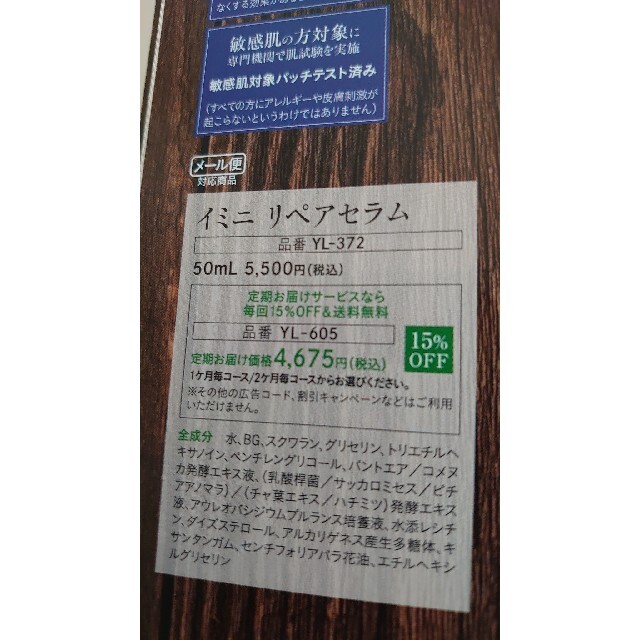 敏感肌の方対象に
専門機関で肌試験を実施
敏感肌対象パッチテスト済み
(すべての方にアレルギーや皮膚刺激が
起こらないというわけではありません)
メール便
対応商品
イミニ リペアセラム
品番 YL-372
50mL 5,500円(税込)
定期お届けサービスなら
毎回15%OFF&送料無料
品番 YL-605
15%
OFF
定期お届け価格4,675円(税込)
1ケ月毎コース/2ケ月毎コースからお選びください。
※その他の広告コード、割引キャンペーンなどはご利用
いただけません。
全成分 水、BG、スクワラン、グリセリン、トリエチルヘ
キサノイン、ペンチレングリコール、パントエア/コメヌ
カ発酵エキス液、(乳酸桿菌/サッカロミセス/ピチ
アアノマラ)/(チャ葉エキス/ハチミツ)発酵エキス
液、アウレオバシジウムプルランス培養液、水添レシチ
ン、ダイズステロール、アルカリゲネス産生多糖体、キ
サンタンガム、センチフォリアバラ花油、エチルヘキシ
ルグリセリン